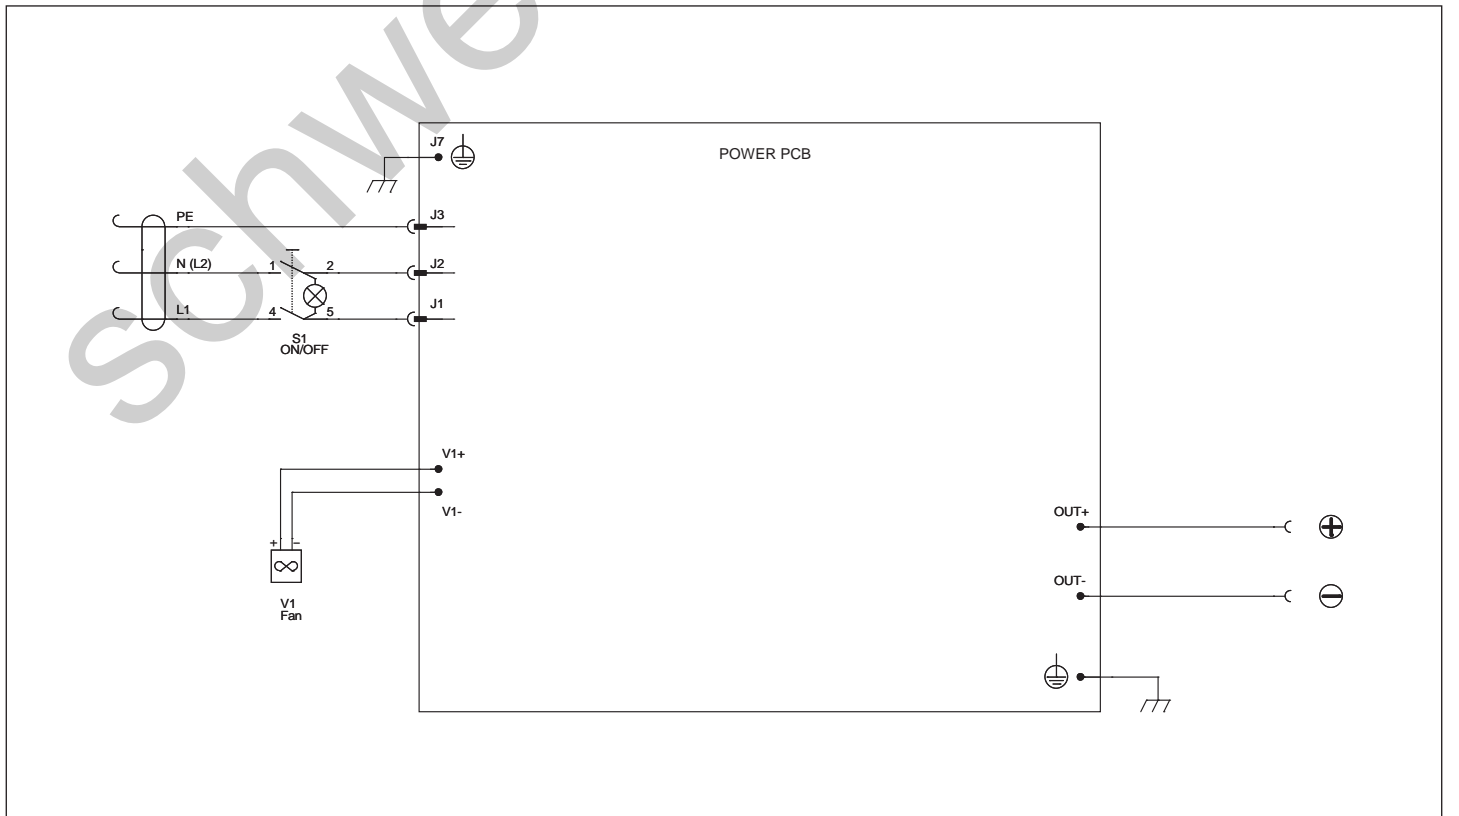 schwe
J7
POWER PCB
PE
J3
N (L2)
1
2
J2
L1
4
5
J1
S1
ON/OFF
V1+
V1-
+
−
V1
Fan
OUT+
OUT-